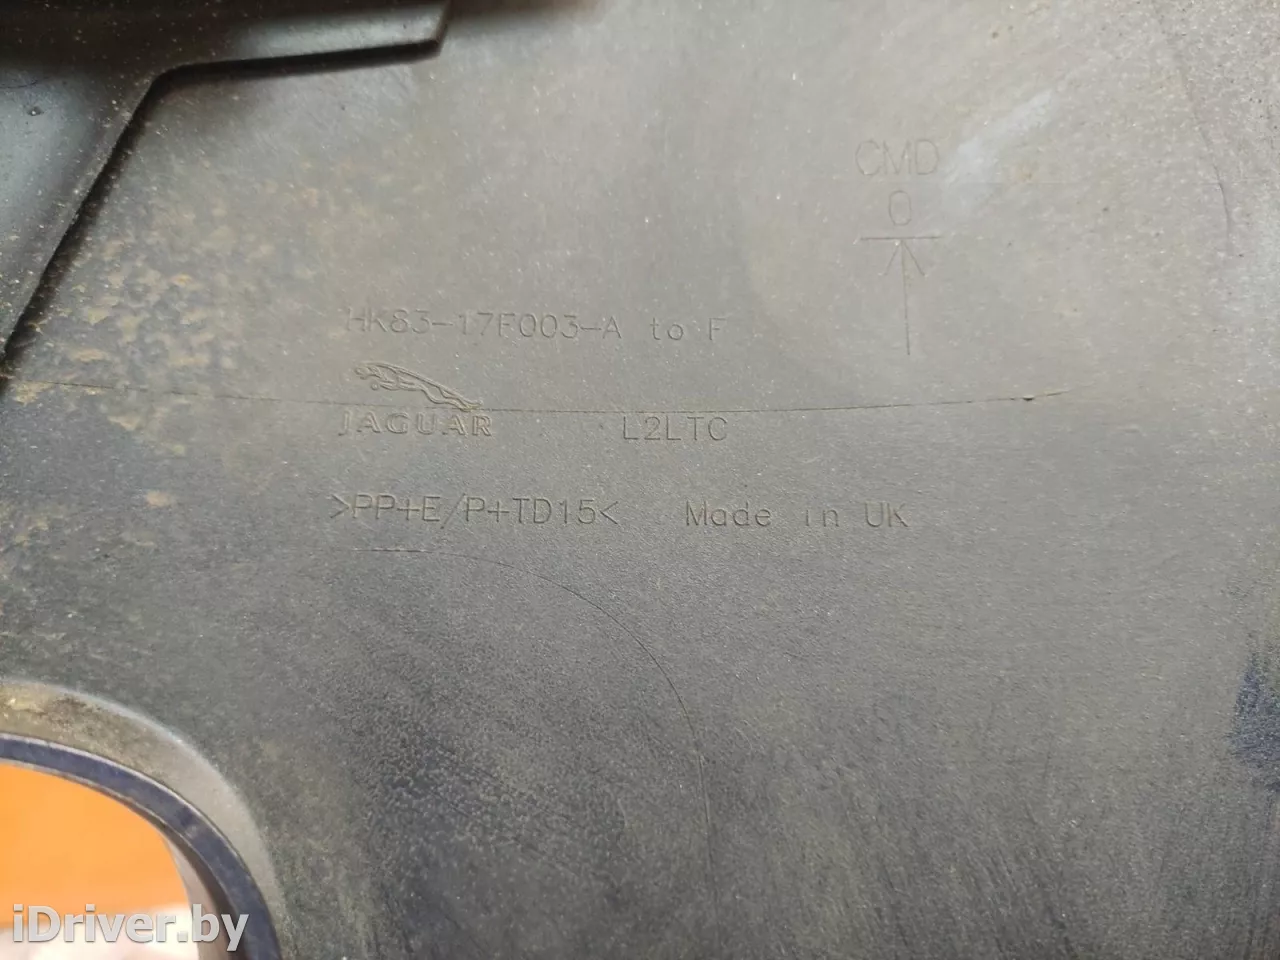 CMD
0
HK83-17F003-A to F
JAGUAR L2LTC
>PP+E/P+TD15< Made in UK
iDriver.by